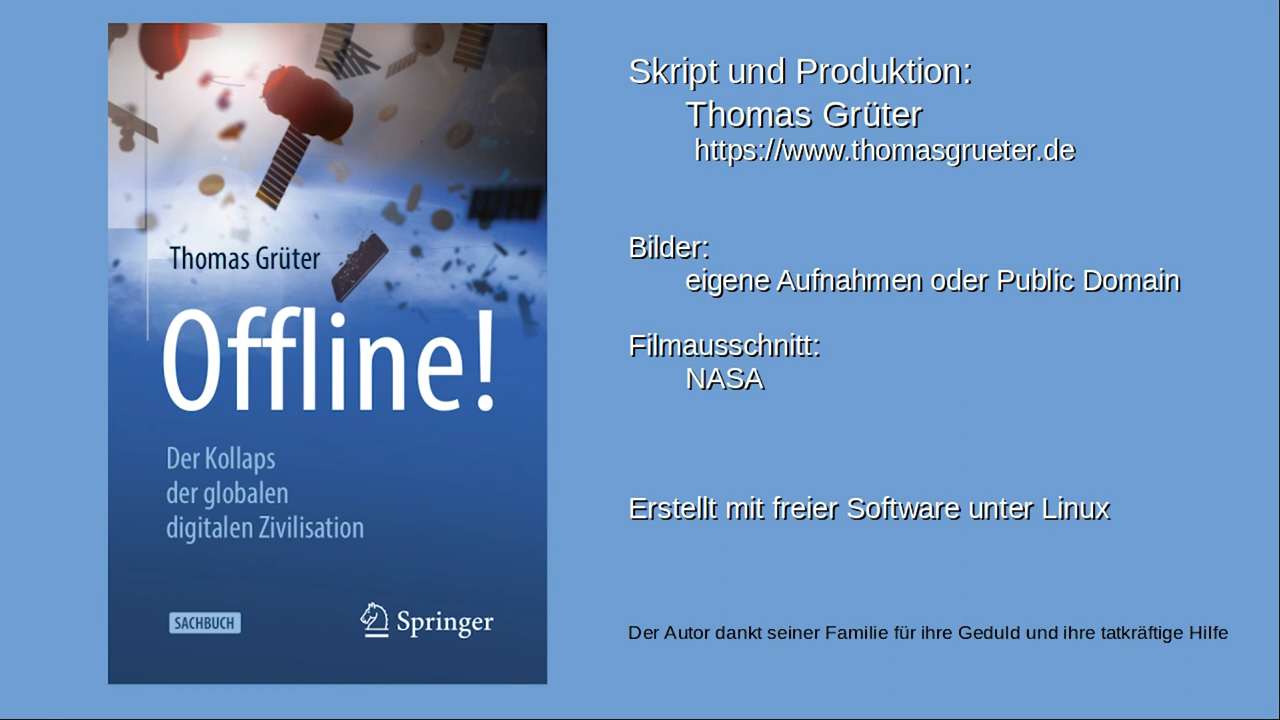 Thomas Grüter
Offline!
Der Kollaps
der globalen
digitalen Zivilisation
SACHBUCH
Springer
Skript und Produktion:
Thomas Grüter
https://www.thomasgrueter.de
Bilder:
eigene Aufnahmen oder Public Domain
Filmausschnitt:
NASA
Erstellt mit freier Software unter Linux
Der Autor dankt seiner Familie für ihre Geduld und ihre tatkräftige Hilfe